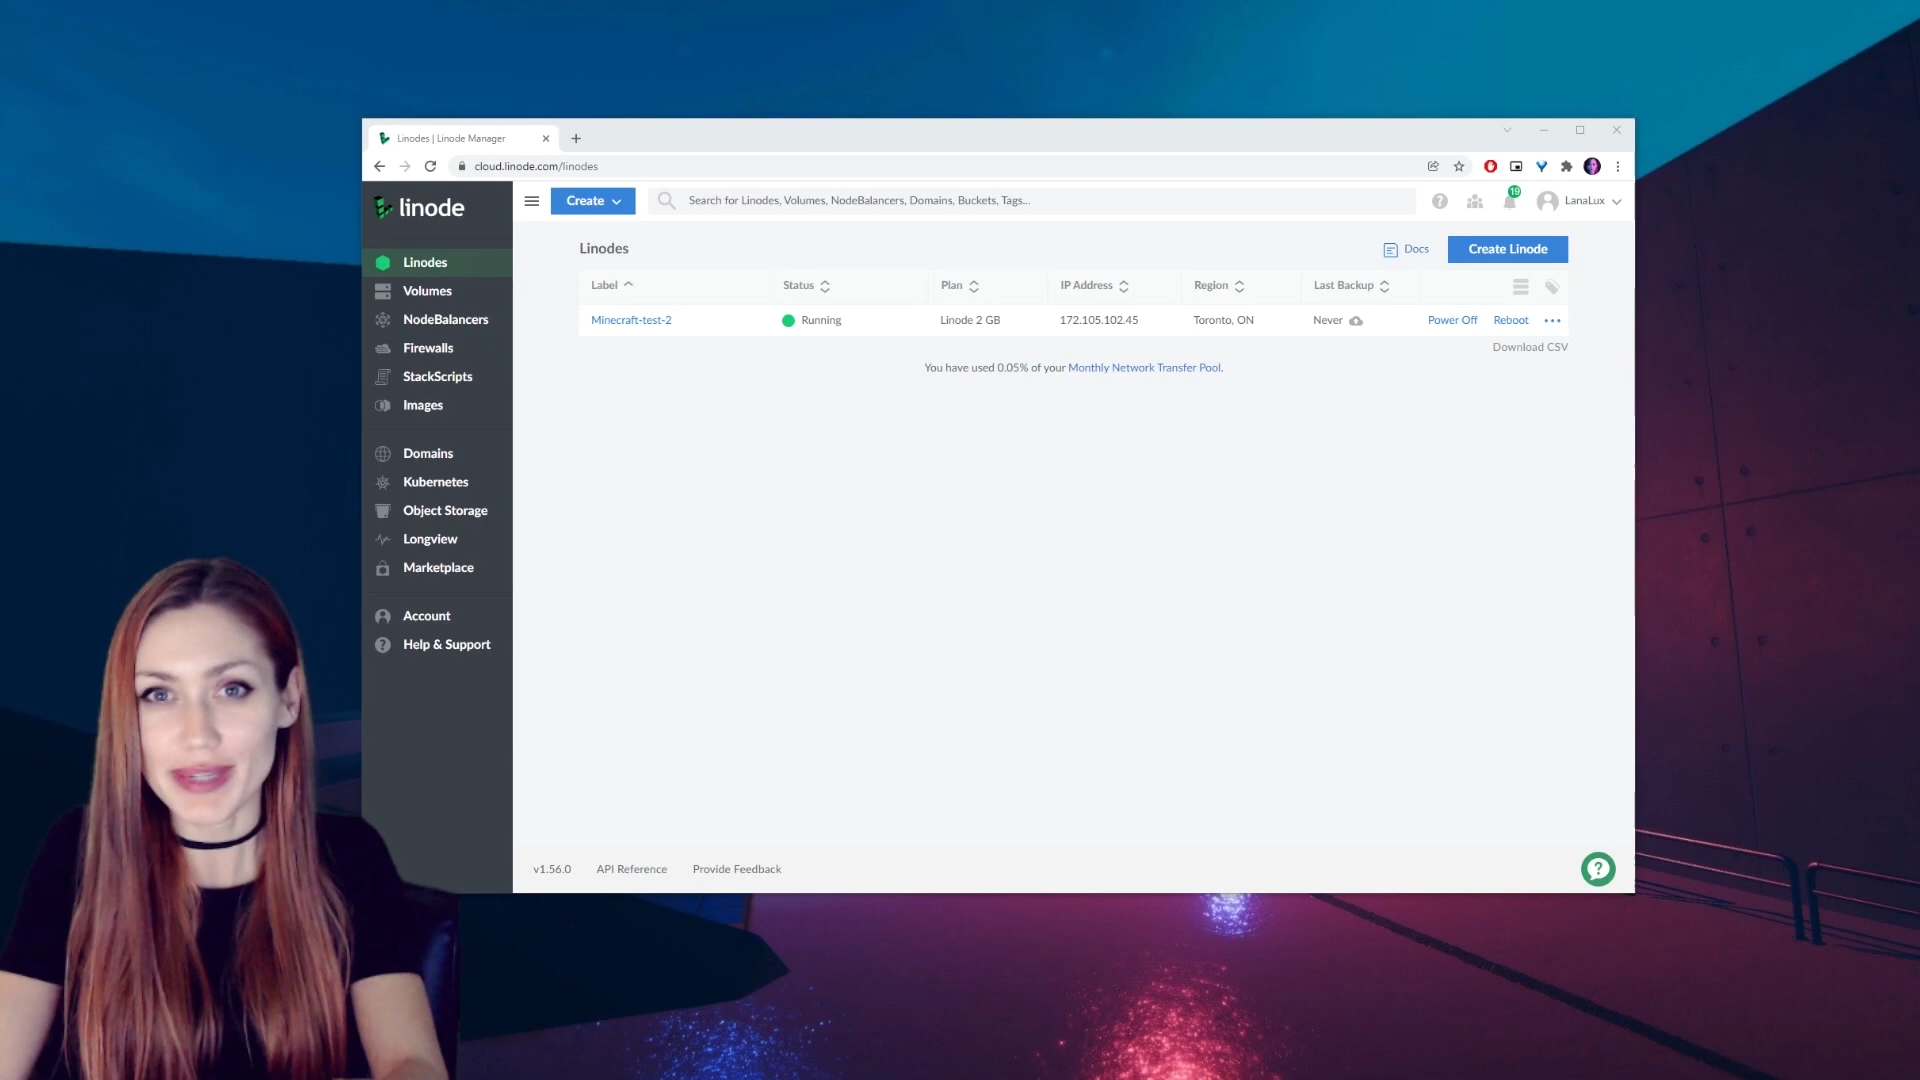 Linodes | Linode Manager
cloud.linode.com/linodes
linode
Create
Search for Linodes, Volumes, NodeBalancers, Domains, Buckets, Tags...
19
LanaLux
Linodes
Volumes
NodeBalancers
Firewalls
StackScripts
Images
Domains
Kubernetes
Object Storage
Longview
Marketplace
Account
Help & Support
Linodes
Docs
Create Linode
Label Status Plan IP Address Region Last Backup
Minecraft-test-2 Running Linode 2 GB 172.105.102.45 Toronto, ON Never Power Off Reboot
Download CSV
You have used 0.05% of your Monthly Network Transfer Pool.
v1.56.0 API Reference Provide Feedback